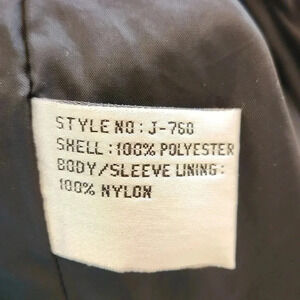 STYLE NO: J-760
SHELL: 100% POLYESTER
BODY/SLEEVE LINING:
100% NYLON